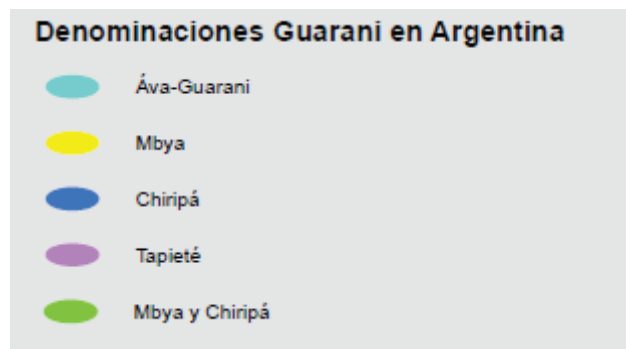 Denominaciones Guarani en Argentina
Áva-Guarani
Mbya
Chiripá
Tapieté
Mbya y Chiripá